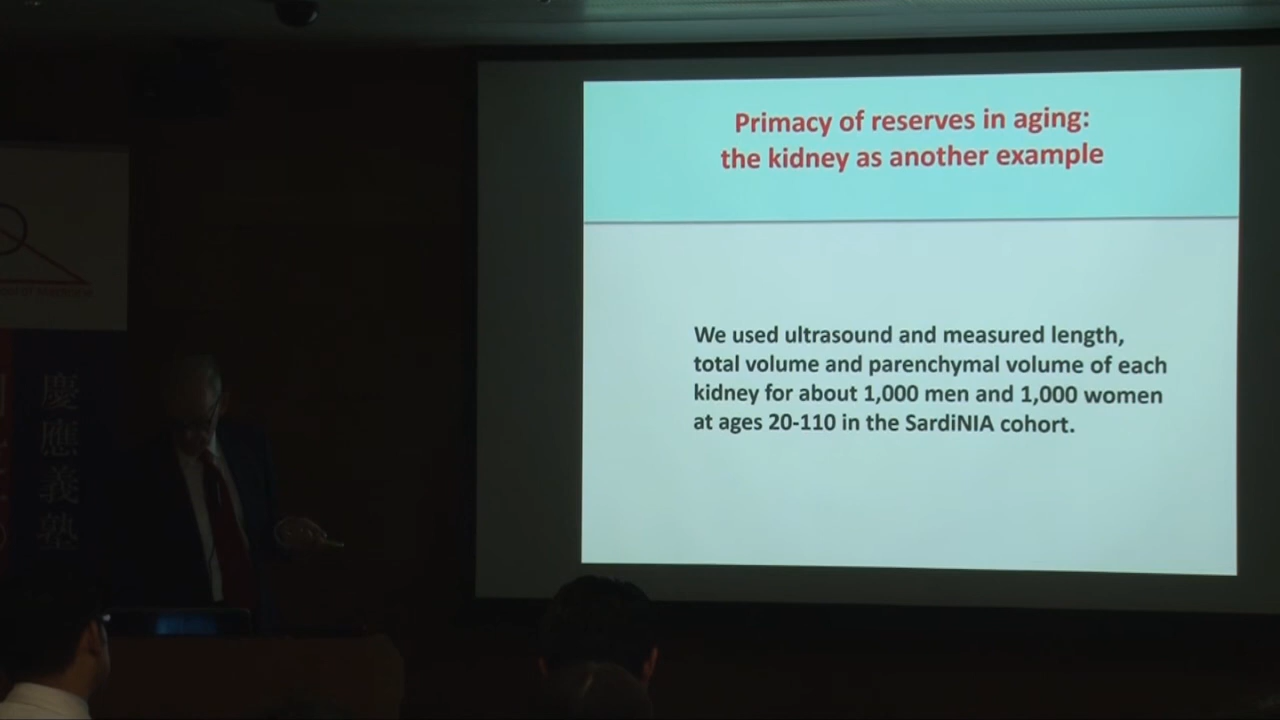 Primacy of reserves in aging:
the kidney as another example
We used ultrasound and measured length,
total volume and parenchymal volume of each
kidney for about 1,000 men and 1,000 women
at ages 20-110 in the SardiNIA cohort.
慶應義塾